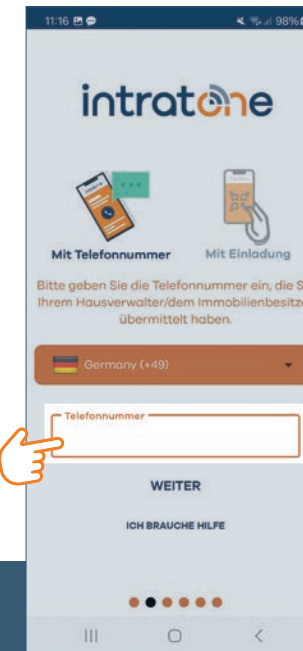 11:16 98%
intratone
Mit Telefonnummer Mit Einladung
Bitte geben Sie die Telefonnummer ein, die S
Ihrem Hausverwalter/dem Immobilienbesitze
übermittelt haben.
Germany (+49)
Telefonnummer
WEITER
ICH BRAUCHE HILFE